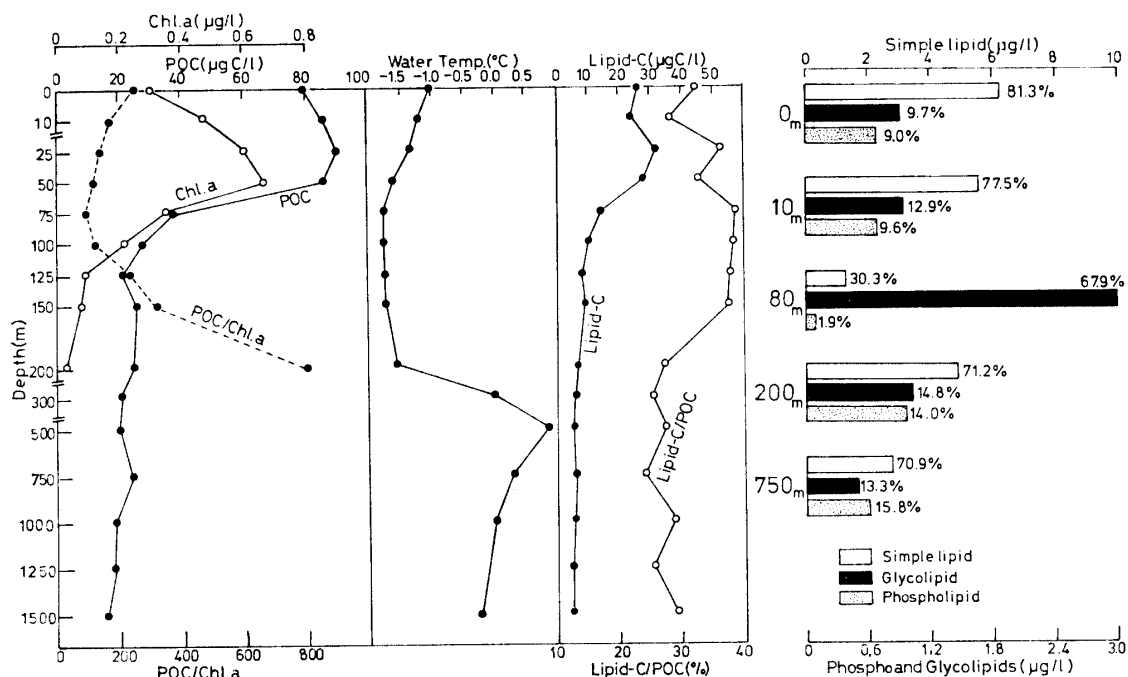 Chl.a(µg/l)
0 0.2 0.4 0.6 0.8
POC(µgC/l)
0 20 40 60 80 100
Water Temp.(°C)
-1.5 -1.0 -0.5 0.0 0.5
Lipid-C(µgC/l)
0 10 20 30 40 50
Simple lipid(µg/l)
0 2 4 6 8 10
Depth(m)
0
10
25
50
75
100
125
150
200
300
500
750
1000
1250
1500
Chl.a
POC
POC/Chl.a
Lipid-C
Lipid-C/POC
0 200 400 600 800
POC/Chl.a
10 20 30 40
Lipid-C/POC(%)
0m
81.3%
9.7%
9.0%
10m
77.5%
12.9%
9.6%
80m
30.3%
67.9%
1.9%
200m
71.2%
14.8%
14.0%
750m
70.9%
13.3%
15.8%
Simple lipid
Glycolipid
Phospholipid
0 0.6 1.2 1.8 2.4 3.0
Phosphoand Glycolipids(µg/l)